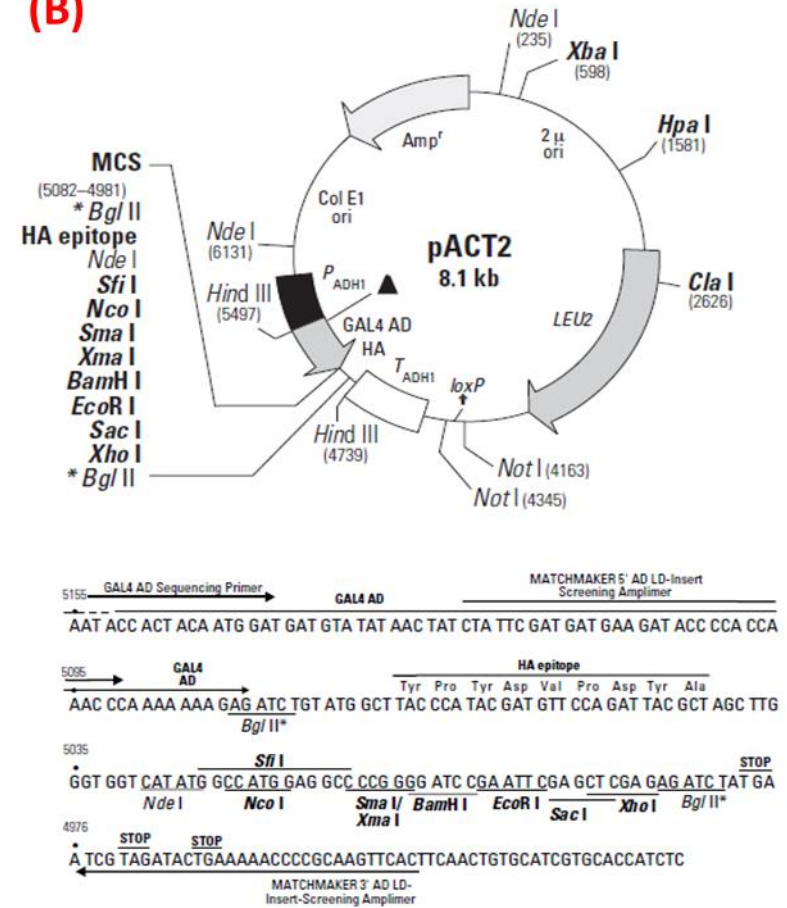 (B)
Nde I
(235)
Xba I
(598)
Hpa I
(1581)
Ampʳ
2 μ
ori
MCS
(5082–4981)
* Bgl II
HA epitope
Nde I
Sfi I
Nco I
Sma I
Xma I
BamH I
EcoR I
Sac I
Xho I
* Bgl II
Col E1
ori
Nde I
(6131)
pACT2
8.1 kb
P ADH1
Hind III
(5497)
GAL4 AD
HA
T ADH1
loxP
LEU2
Cla I
(2626)
Hind III
(4739)
Not I (4163)
Not I (4345)
5155 GAL4 AD Sequencing Primer
GAL4 AD
MATCHMAKER 5' AD LD-Insert
Screening Amplimer
AAT ACC ACT ACA ATG GAT GAT GTA TAT AAC TAT CTA TTC GAT GAT GAA GAT ACC CCA CCA
5095
GAL4
AD
HA epitope
Tyr Pro Tyr Asp Val Pro Asp Tyr Ala
AAC CCA AAA AAA GAG ATC TGT ATG GCT TAC CCA TAC GAT GTT CCA GAT TAC GCT AGC TTG
Bgl II*
5035
Sfi I
STOP
GGT GGT CAT ATG GCC ATG GAG GCC CCG GGG ATC CGA ATT CGA GCT CGA GAG ATC TAT GA
Nde I Nco I Sma I/ BamH I EcoR I Sac I Xho I Bgl II*
Xma I
4976
STOP STOP
A TCG TAGATACTGAAAAACCCCGCAAGTTCACTTCAACTGTGCATCGTGCACCATCTC
MATCHMAKER 3' AD LD-
Insert-Screening Amplimer